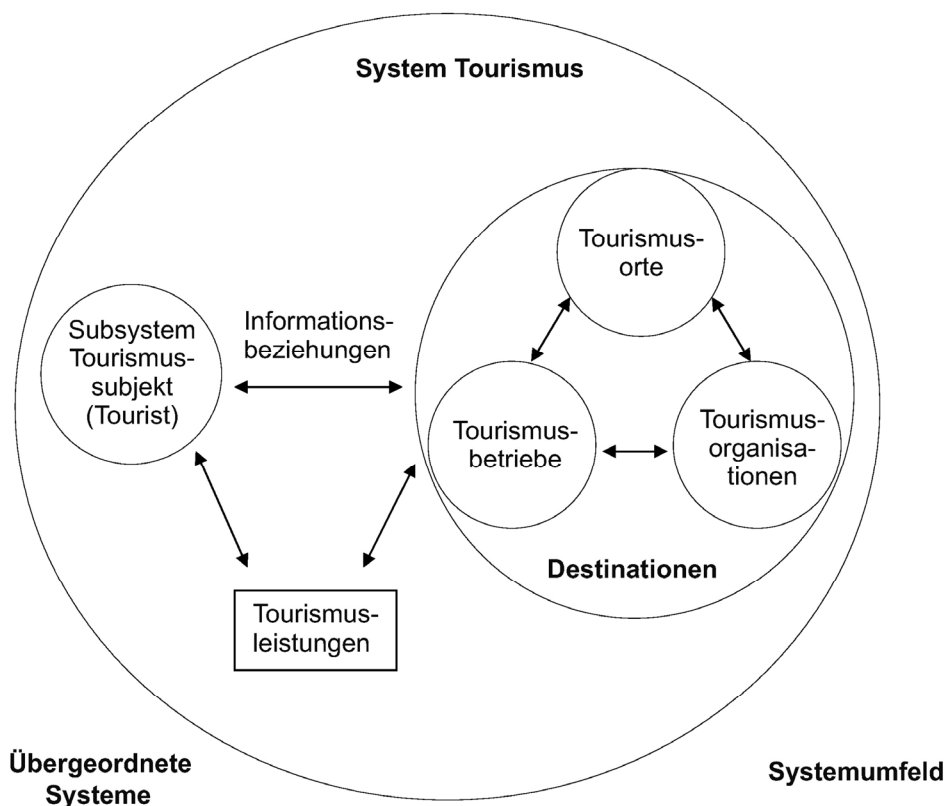 System Tourismus
Tourismus-
orte
Informations-
beziehungen
Subsystem
Tourismus-
subjekt
(Tourist)
Tourismus-
betriebe
Tourismus-
organisa-
tionen
Destinationen
Tourismus-
leistungen
Übergeordnete
Systeme
Systemumfeld